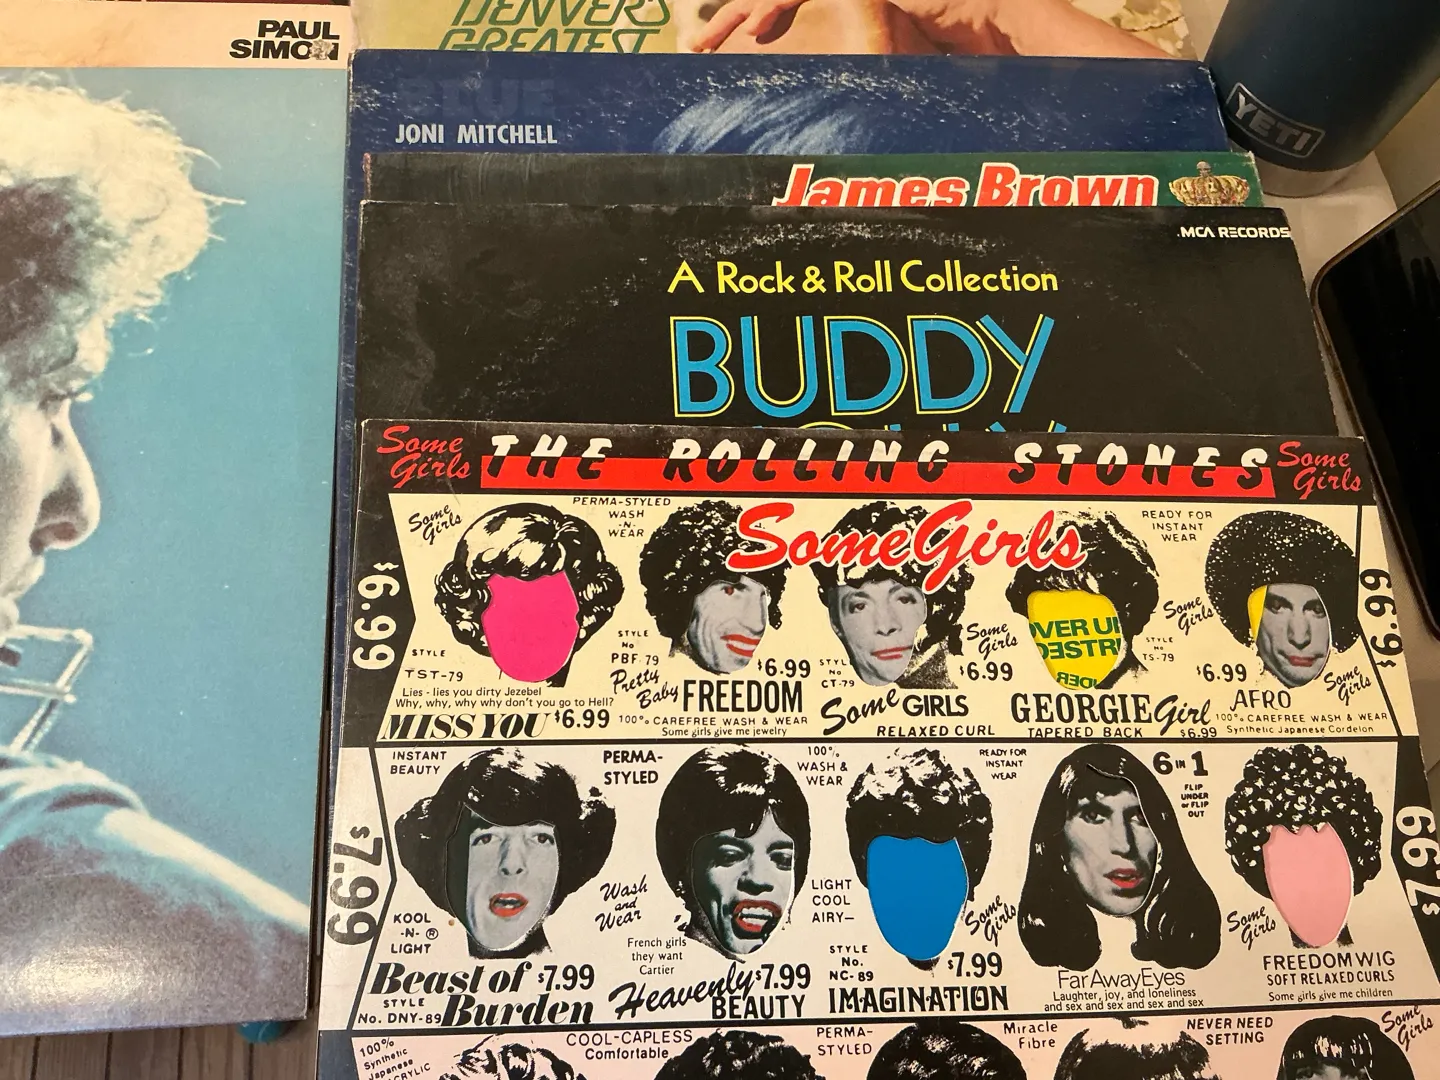 PAUL
SIMON
DENVER'S
GREATEST
BLUE
JONI MITCHELL
YETI
James Brown
MCA RECORDS
A Rock & Roll Collection
BUDDY
Some Girls
THE ROLLING STONES
Some Girls
Some Girls
Some Girls
PERMA-STYLED
WASH
-N-
WEAR
READY FOR
INSTANT
WEAR
$6.99
STYLE
TST-79
Lies - lies you dirty Jezebel
Why, why, why why don't you go to Hell?
MISS YOU $6.99
STYLE
No
PBF 79
Pretty
Baby
FREEDOM
$6.99
100% CAREFREE WASH & WEAR
Some girls give me jewelry
No
CT-79
Some GIRLS
RELAXED CURL
Some Girls
$6.99
OVER UN
DESTR
GEORGIE Girl
TAPERED BACK
$6.99
STYLE
No
TS-79
Some Girls
$6.99
AFRO
100% CAREFREE WASH & WEAR
Synthetic Japanese Cordelon
Some Girls
6.99
INSTANT
BEAUTY
PERMA-
STYLED
100%
WASH &
WEAR
READY FOR
INSTANT
WEAR
6 IN 1
FLIP
UNDER
or FLIP
OUT
$7.99
KOOL
-N- ®
LIGHT
Beast of Burden
$7.99
STYLE
No. DNY-89
Wash
and
Wear
French girls
they want
Cartier
Heavenly
BEAUTY
$7.99
LIGHT
COOL
AIRY—
STYLE
No.
NC-89
Some Girls
$7.99
IMAGINATION
Far Away Eyes
Laughter, joy, and loneliness
and sex and sex and sex and sex
Some Girls
FREEDOM WIG
SOFT RELAXED CURLS
Some girls give me children
$7.99
100%
Synthetic
Japanese
ACRYLIC
COOL-CAPLESS
Comfortable
PERMA-
STYLED
Miracle
Fibre
NEVER NEED
SETTING
Some Girls